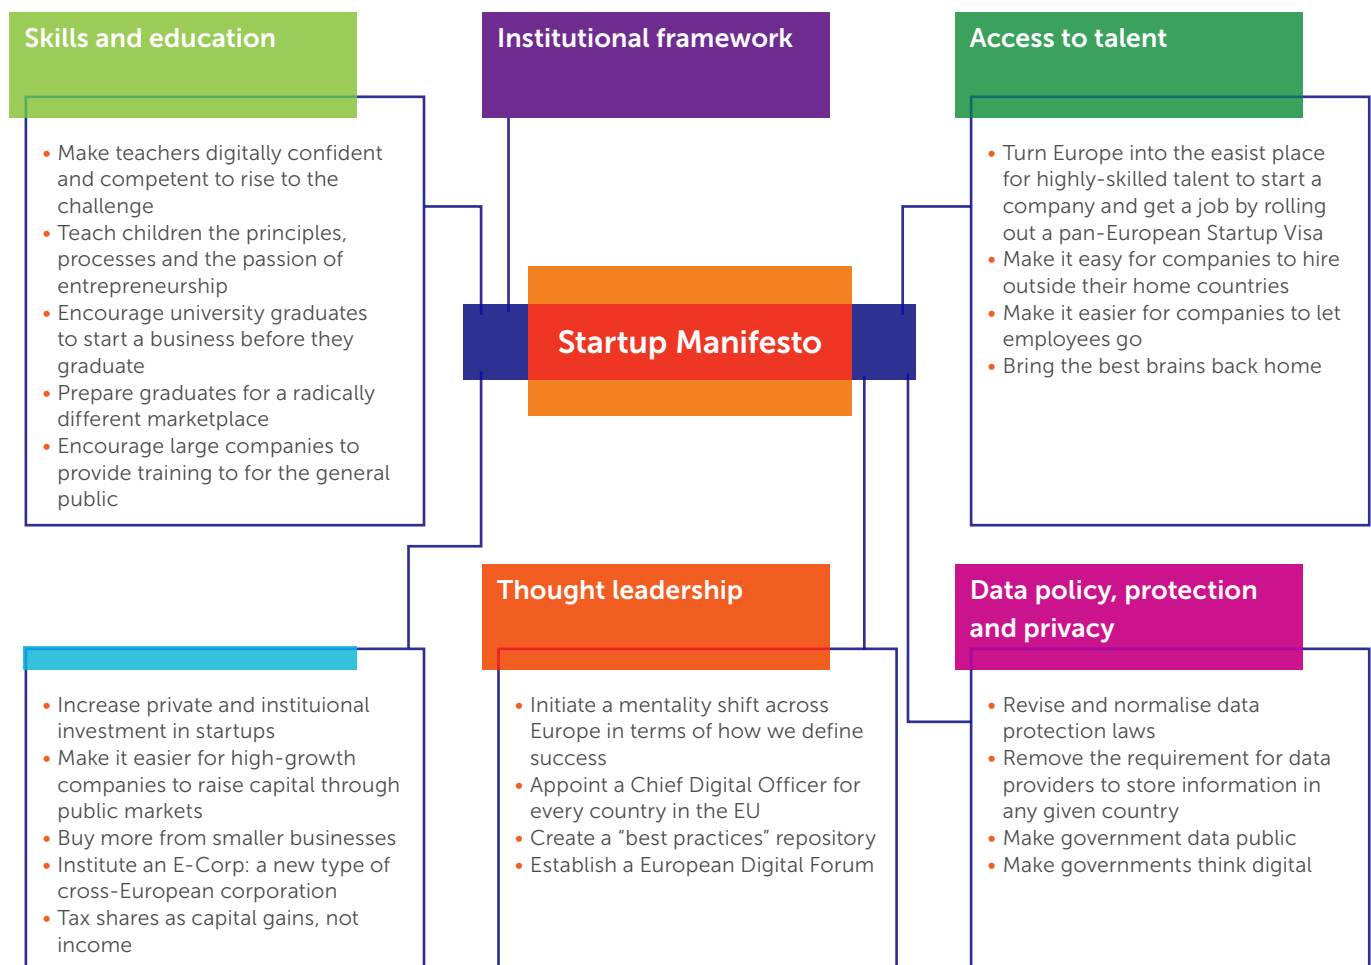 Skills and education
• Make teachers digitally confident
and competent to rise to the
challenge
• Teach children the principles,
processes and the passion of
entrepreneurship
• Encourage university graduates
to start a business before they
graduate
• Prepare graduates for a radically
different marketplace
• Encourage large companies to
provide training to for the general
public
Institutional framework
Access to talent
• Turn Europe into the easist place
for highly-skilled talent to start a
company and get a job by rolling
out a pan-European Startup Visa
• Make it easy for companies to hire
outside their home countries
• Make it easier for companies to let
employees go
• Bring the best brains back home
Startup Manifesto
• Increase private and instituional
investment in startups
• Make it easier for high-growth
companies to raise capital through
public markets
• Buy more from smaller businesses
• Institute an E-Corp: a new type of
cross-European corporation
• Tax shares as capital gains, not
income
Thought leadership
• Initiate a mentality shift across
Europe in terms of how we define
success
• Appoint a Chief Digital Officer for
every country in the EU
• Create a “best practices” repository
• Establish a European Digital Forum
Data policy, protection
and privacy
• Revise and normalise data
protection laws
• Remove the requirement for data
providers to store information in
any given country
• Make government data public
• Make governments think digital